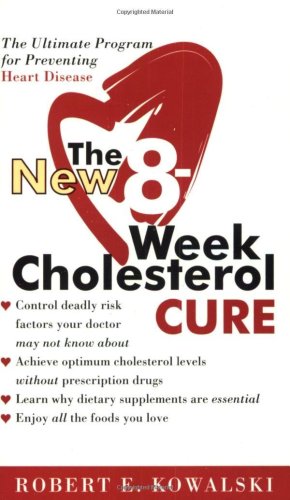 The Ultimate Program
for Preventing
Heart Disease
The
New 8-
Week
Cholesterol
CURE
Control deadly risk
factors your doctor
may not know about
Achieve optimum cholesterol levels
without prescription drugs
Learn why dietary supplements are essential
Enjoy all the foods you love
ROBERT E. KOWALSKI